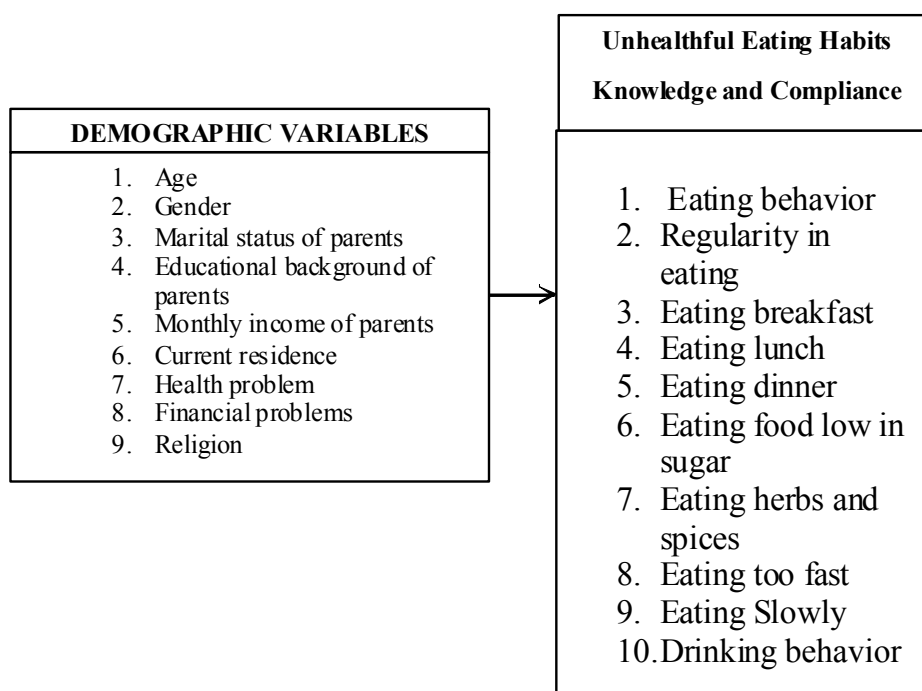 DEMOGRAPHIC VARIABLES
1. Age
2. Gender
3. Marital status of parents
4. Educational background of
parents
5. Monthly income of parents
6. Current residence
7. Health problem
8. Financial problems
9. Religion
Unhealthful Eating Habits
Knowledge and Compliance
1. Eating behavior
2. Regularity in
eating
3. Eating breakfast
4. Eating lunch
5. Eating dinner
6. Eating food low in
sugar
7. Eating herbs and
spices
8. Eating too fast
9. Eating Slowly
10.Drinking behavior